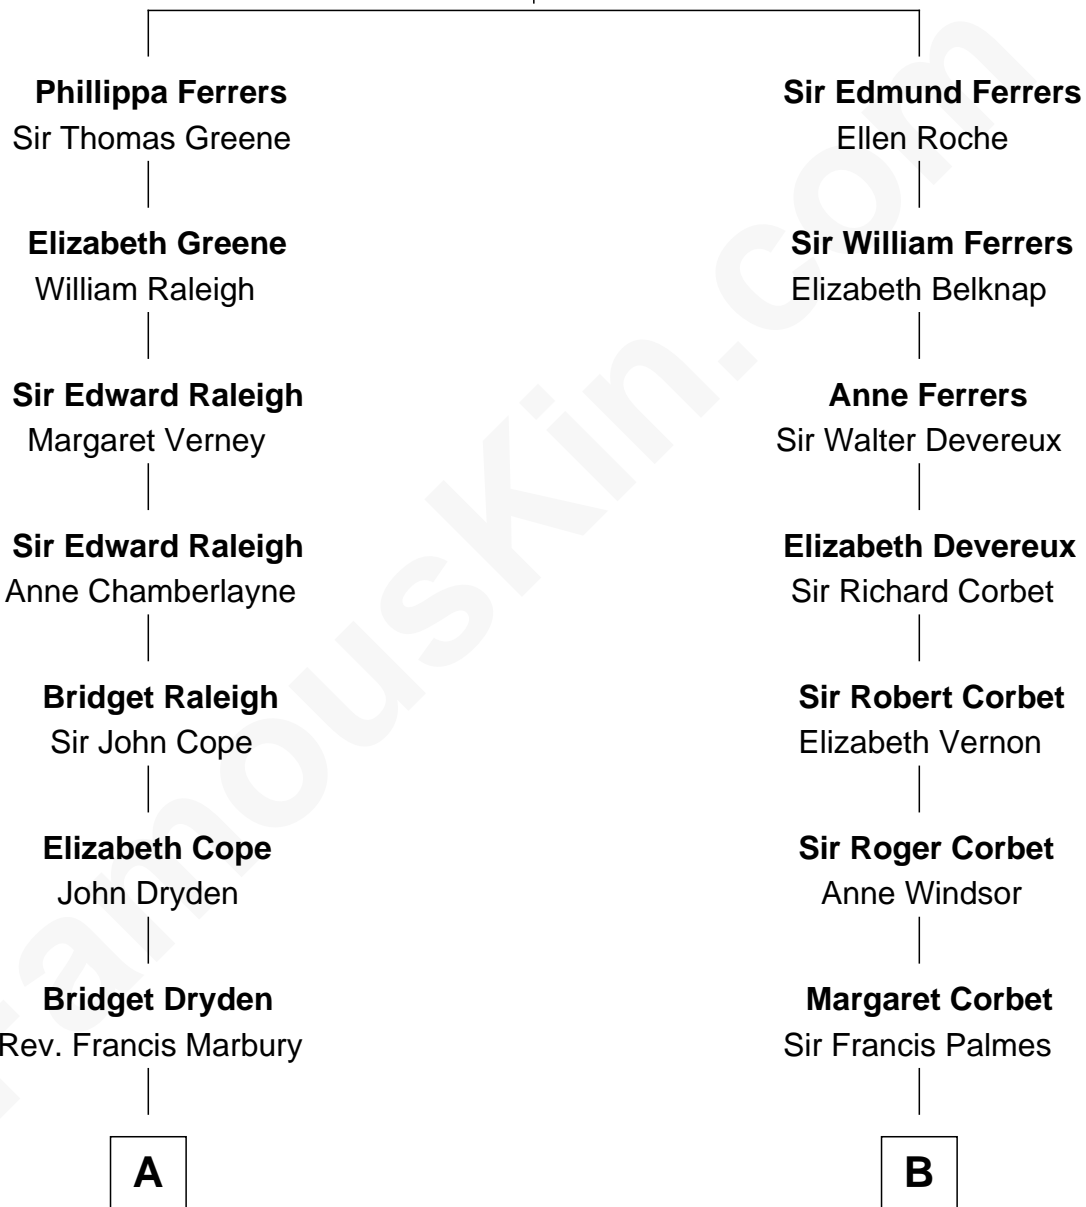 Phillippa Ferrers
Sir Thomas Greene
Elizabeth Greene
William Raleigh
Sir Edward Raleigh
Margaret Verney
Sir Edward Raleigh
Anne Chamberlayne
Bridget Raleigh
Sir John Cope
Elizabeth Cope
John Dryden
Bridget Dryden
Rev. Francis Marbury
A
Sir Edmund Ferrers
Ellen Roche
Sir William Ferrers
Elizabeth Belknap
Anne Ferrers
Sir Walter Devereux
Elizabeth Devereux
Sir Richard Corbet
Sir Robert Corbet
Elizabeth Vernon
Sir Roger Corbet
Anne Windsor
Margaret Corbet
Sir Francis Palmes
B
FamousKin.com